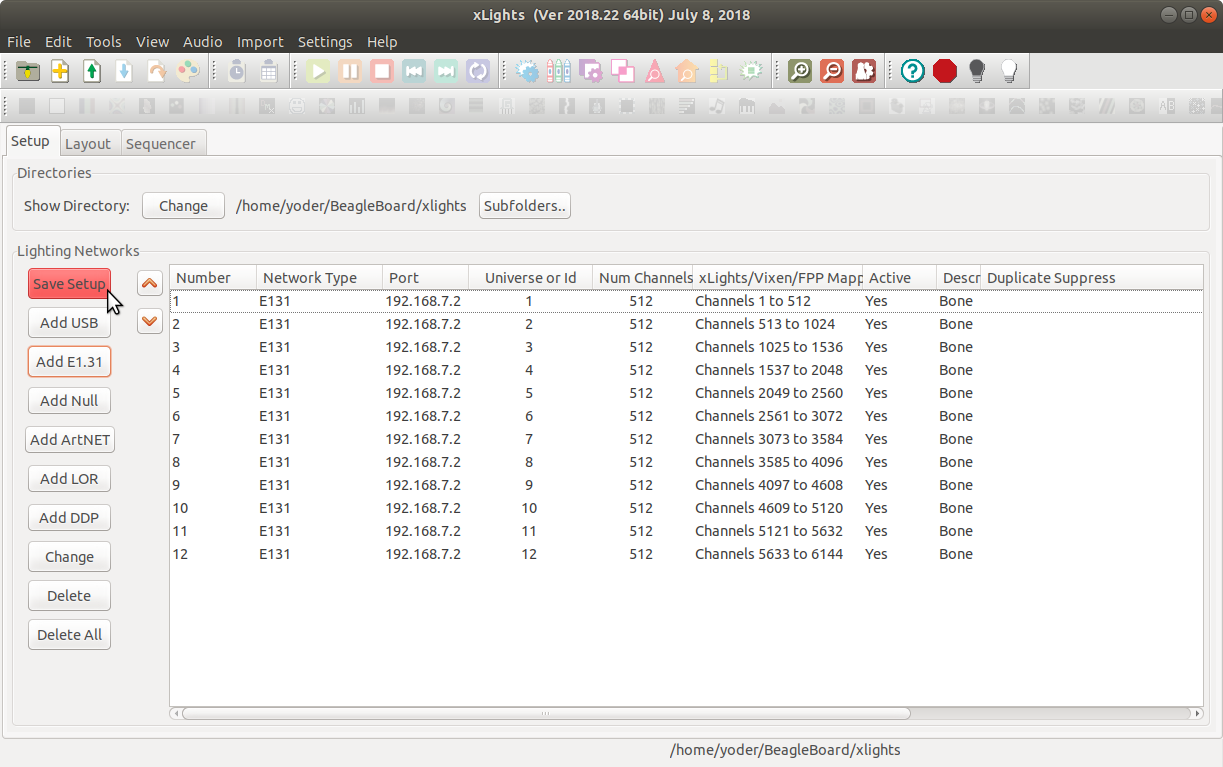 xLights (Ver 2018.22 64bit) July 8, 2018
File Edit Tools View Audio Import Settings Help
AB
Setup Layout Sequencer
Directories
Show Directory: Change /home/yoder/BeagleBoard/xlights Subfolders..
Lighting Networks
Save Setup
Add USB
Add E1.31
Add Null
Add ArtNET
Add LOR
Add DDP
Change
Delete
Delete All
Number Network Type Port Universe or Id Num Channels xLights/Vixen/FPP Mapp Active Descr Duplicate Suppress
1 E131 192.168.7.2 1 512 Channels 1 to 512 Yes Bone
2 E131 192.168.7.2 2 512 Channels 513 to 1024 Yes Bone
3 E131 192.168.7.2 3 512 Channels 1025 to 1536 Yes Bone
4 E131 192.168.7.2 4 512 Channels 1537 to 2048 Yes Bone
5 E131 192.168.7.2 5 512 Channels 2049 to 2560 Yes Bone
6 E131 192.168.7.2 6 512 Channels 2561 to 3072 Yes Bone
7 E131 192.168.7.2 7 512 Channels 3073 to 3584 Yes Bone
8 E131 192.168.7.2 8 512 Channels 3585 to 4096 Yes Bone
9 E131 192.168.7.2 9 512 Channels 4097 to 4608 Yes Bone
10 E131 192.168.7.2 10 512 Channels 4609 to 5120 Yes Bone
11 E131 192.168.7.2 11 512 Channels 5121 to 5632 Yes Bone
12 E131 192.168.7.2 12 512 Channels 5633 to 6144 Yes Bone
/home/yoder/BeagleBoard/xlights